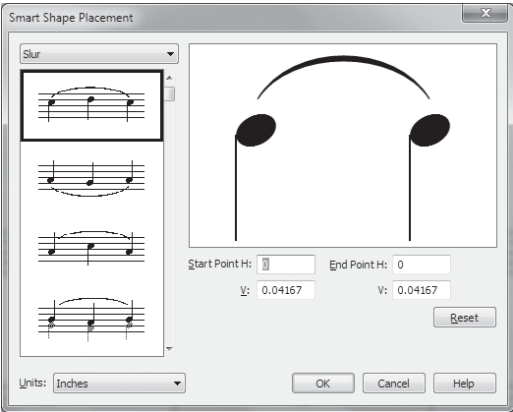 Smart Shape Placement
Slur
Start Point H: 0 End Point H: 0
V: 0.04167 V: 0.04167
Reset
Units: Inches OK Cancel Help